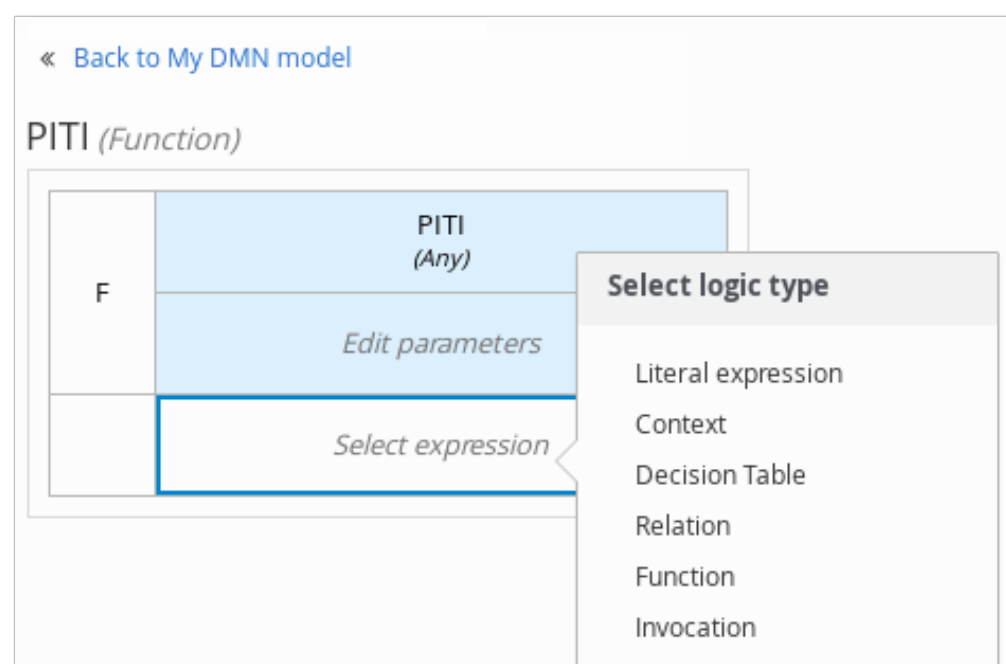 « Back to My DMN model
PITI (Function)
PITI
(Any)
F
Edit parameters
Select expression
Select logic type
Literal expression
Context
Decision Table
Relation
Function
Invocation